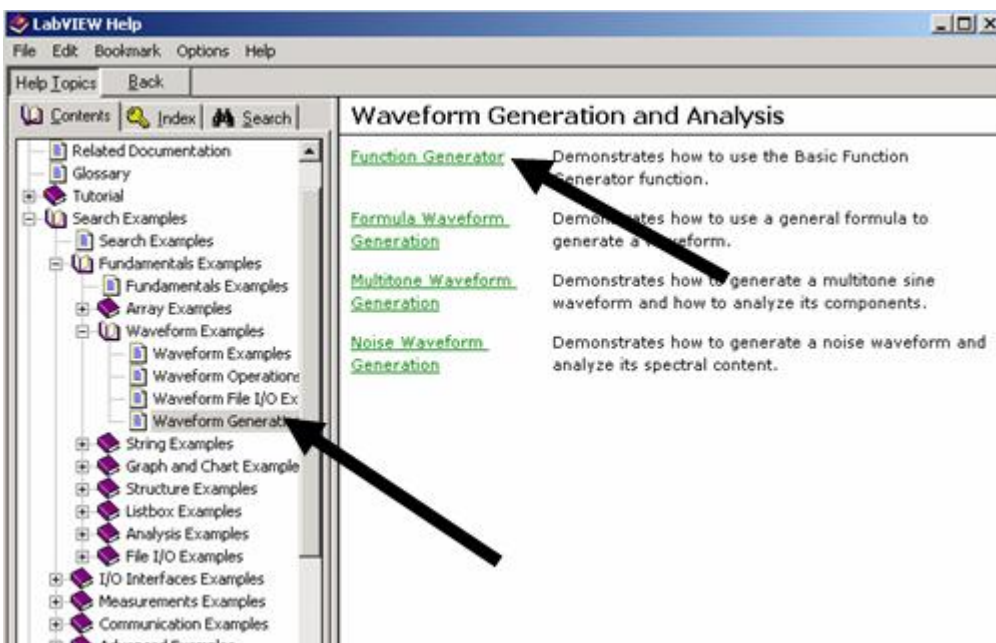 LabVIEW Help
File Edit Bookmark Options Help
Help Topics Back
Contents Index Search
Related Documentation
Glossary
Tutorial
Search Examples
Search Examples
Fundamentals Examples
Fundamentals Examples
Array Examples
Waveform Examples
Waveform Examples
Waveform Operations
Waveform File I/O Ex
Waveform Generati
String Examples
Graph and Chart Example
Structure Examples
Listbox Examples
Analysis Examples
File I/O Examples
I/O Interfaces Examples
Measurements Examples
Communication Examples
Waveform Generation and Analysis
Function Generator Demonstrates how to use the Basic Function
Generator function.
Formula Waveform Demonstrates how to use a general formula to
Generation generate a waveform.
Multitone Waveform Demonstrates how to generate a multitone sine
Generation waveform and how to analyze its components.
Noise Waveform Demonstrates how to generate a noise waveform and
Generation analyze its spectral content.